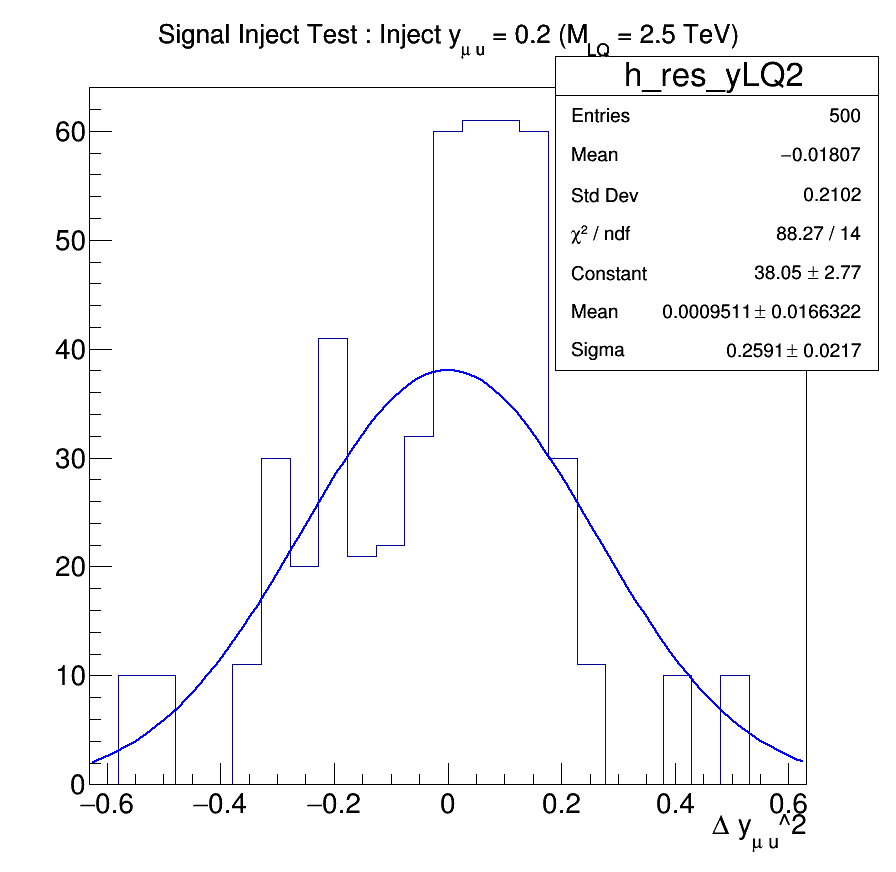 Signal Inject Test : Inject y_μu = 0.2 (M_LQ = 2.5 TeV)
h_res_yLQ2
Entries 500
Mean −0.01807
Std Dev 0.2102
χ² / ndf 88.27 / 14
Constant 38.05 ± 2.77
Mean 0.0009511 ± 0.0166322
Sigma 0.2591 ± 0.0217
60
50
40
30
20
10
0
−0.6 −0.4 −0.2 0 0.2 0.4 0.6
Δ y_μu^2